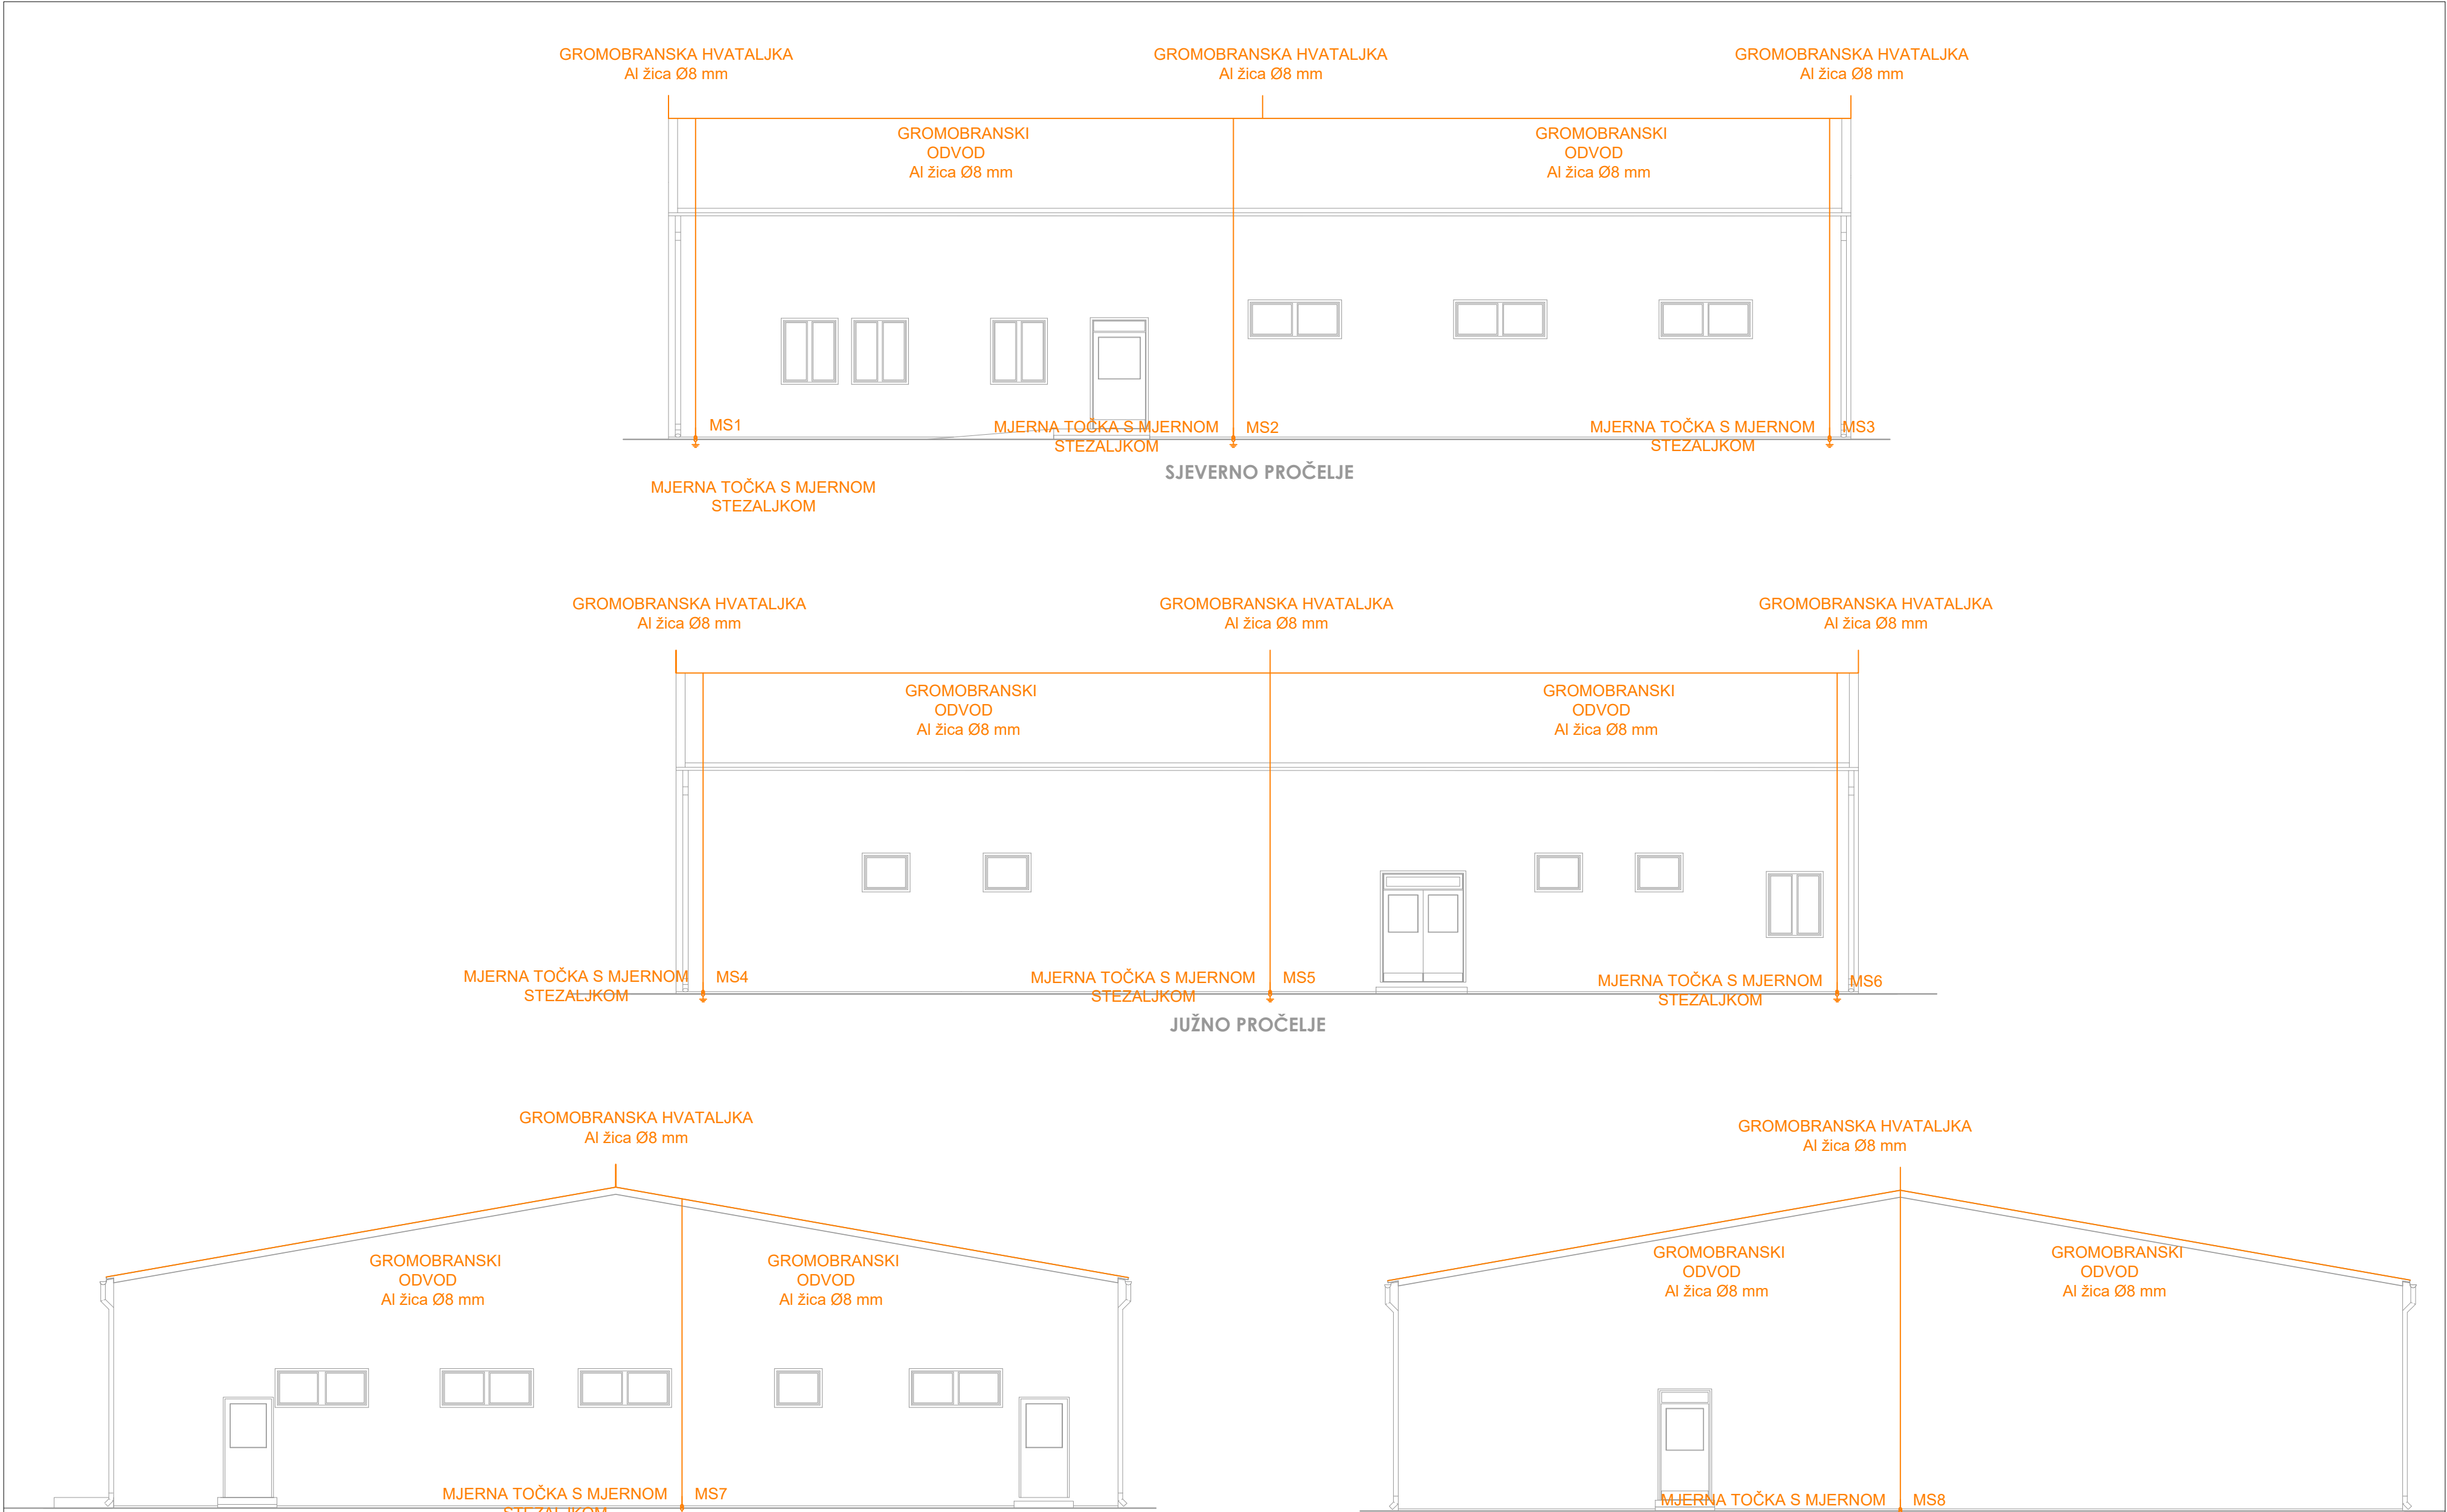 GROMOBRANSKA HVATALJKA
Al žica Ø8 mm
GROMOBRANSKA HVATALJKA
Al žica Ø8 mm
GROMOBRANSKA HVATALJKA
Al žica Ø8 mm
GROMOBRANSKI
ODVOD
Al žica Ø8 mm
GROMOBRANSKI
ODVOD
Al žica Ø8 mm
MS1
MJERNA TOČKA S MJERNOM
STEZALJKOM
MS2
MJERNA TOČKA S MJERNOM
STEZALJKOM
MS3
SJEVERNO PROČELJE
MJERNA TOČKA S MJERNOM
STEZALJKOM
GROMOBRANSKA HVATALJKA
Al žica Ø8 mm
GROMOBRANSKA HVATALJKA
Al žica Ø8 mm
GROMOBRANSKA HVATALJKA
Al žica Ø8 mm
GROMOBRANSKI
ODVOD
Al žica Ø8 mm
GROMOBRANSKI
ODVOD
Al žica Ø8 mm
MJERNA TOČKA S MJERNOM
STEZALJKOM
MS4
MJERNA TOČKA S MJERNOM
STEZALJKOM
MS5
MJERNA TOČKA S MJERNOM
STEZALJKOM
MS6
JUŽNO PROČELJE
GROMOBRANSKA HVATALJKA
Al žica Ø8 mm
GROMOBRANSKA HVATALJKA
Al žica Ø8 mm
GROMOBRANSKI
ODVOD
Al žica Ø8 mm
GROMOBRANSKI
ODVOD
Al žica Ø8 mm
GROMOBRANSKI
ODVOD
Al žica Ø8 mm
GROMOBRANSKI
ODVOD
Al žica Ø8 mm
MJERNA TOČKA S MJERNOM
STEZALJKOM
MS7
MJERNA TOČKA S MJERNOM
MS8